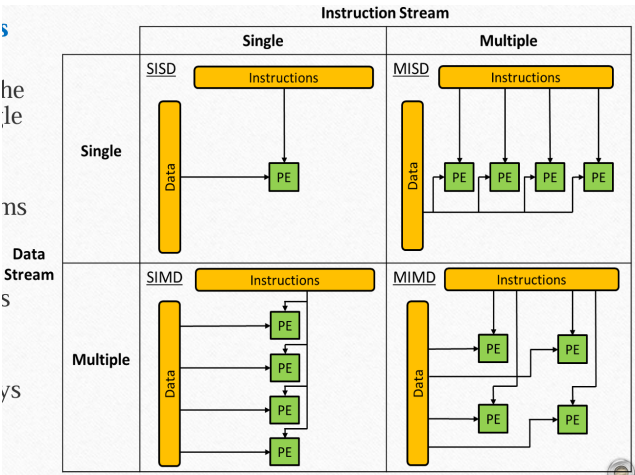 Instruction Stream
Single
Multiple
SISD
Instructions
Data
PE
MISD
Instructions
Data
PE
PE
PE
PE
Single
Data
Stream
SIMD
Instructions
Data
PE
PE
PE
PE
MIMD
Instructions
Data
PE
PE
PE
PE
Multiple
s
he
le
ms
s
ys